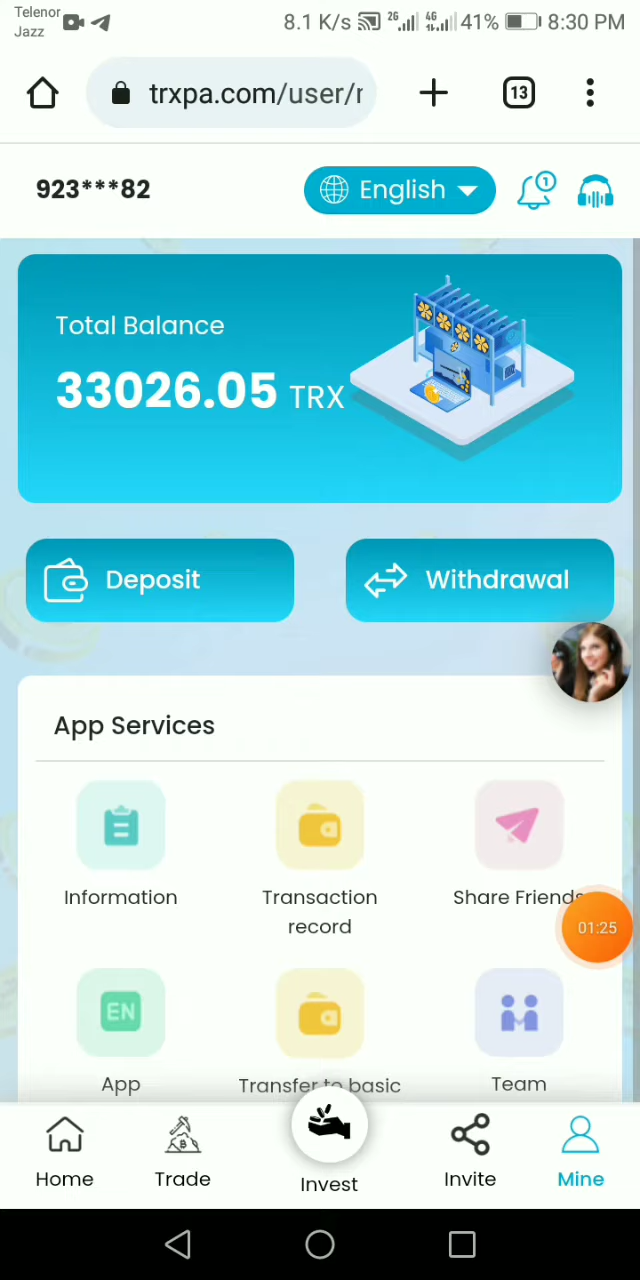 Telenor
Jazz
8.1 K/s 26 4G 41% 8:30 PM
trxpa.com/user/r
13
923***82
English
1
Total Balance
33026.05 TRX
Deposit
Withdrawal
App Services
Information
Transaction
record
Share Friends
01:25
EN
App
Transfer to basic
Team
Home
Trade
Invest
Invite
Mine